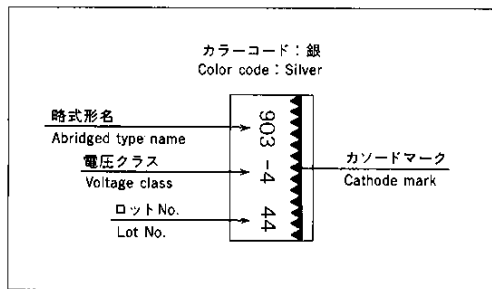 カラーコード：銀
Color code : Silver
略式形名
Abridged type name
903
電圧クラス
Voltage class
-4
カソードマーク
Cathode mark
ロットNo.
Lot No.
44